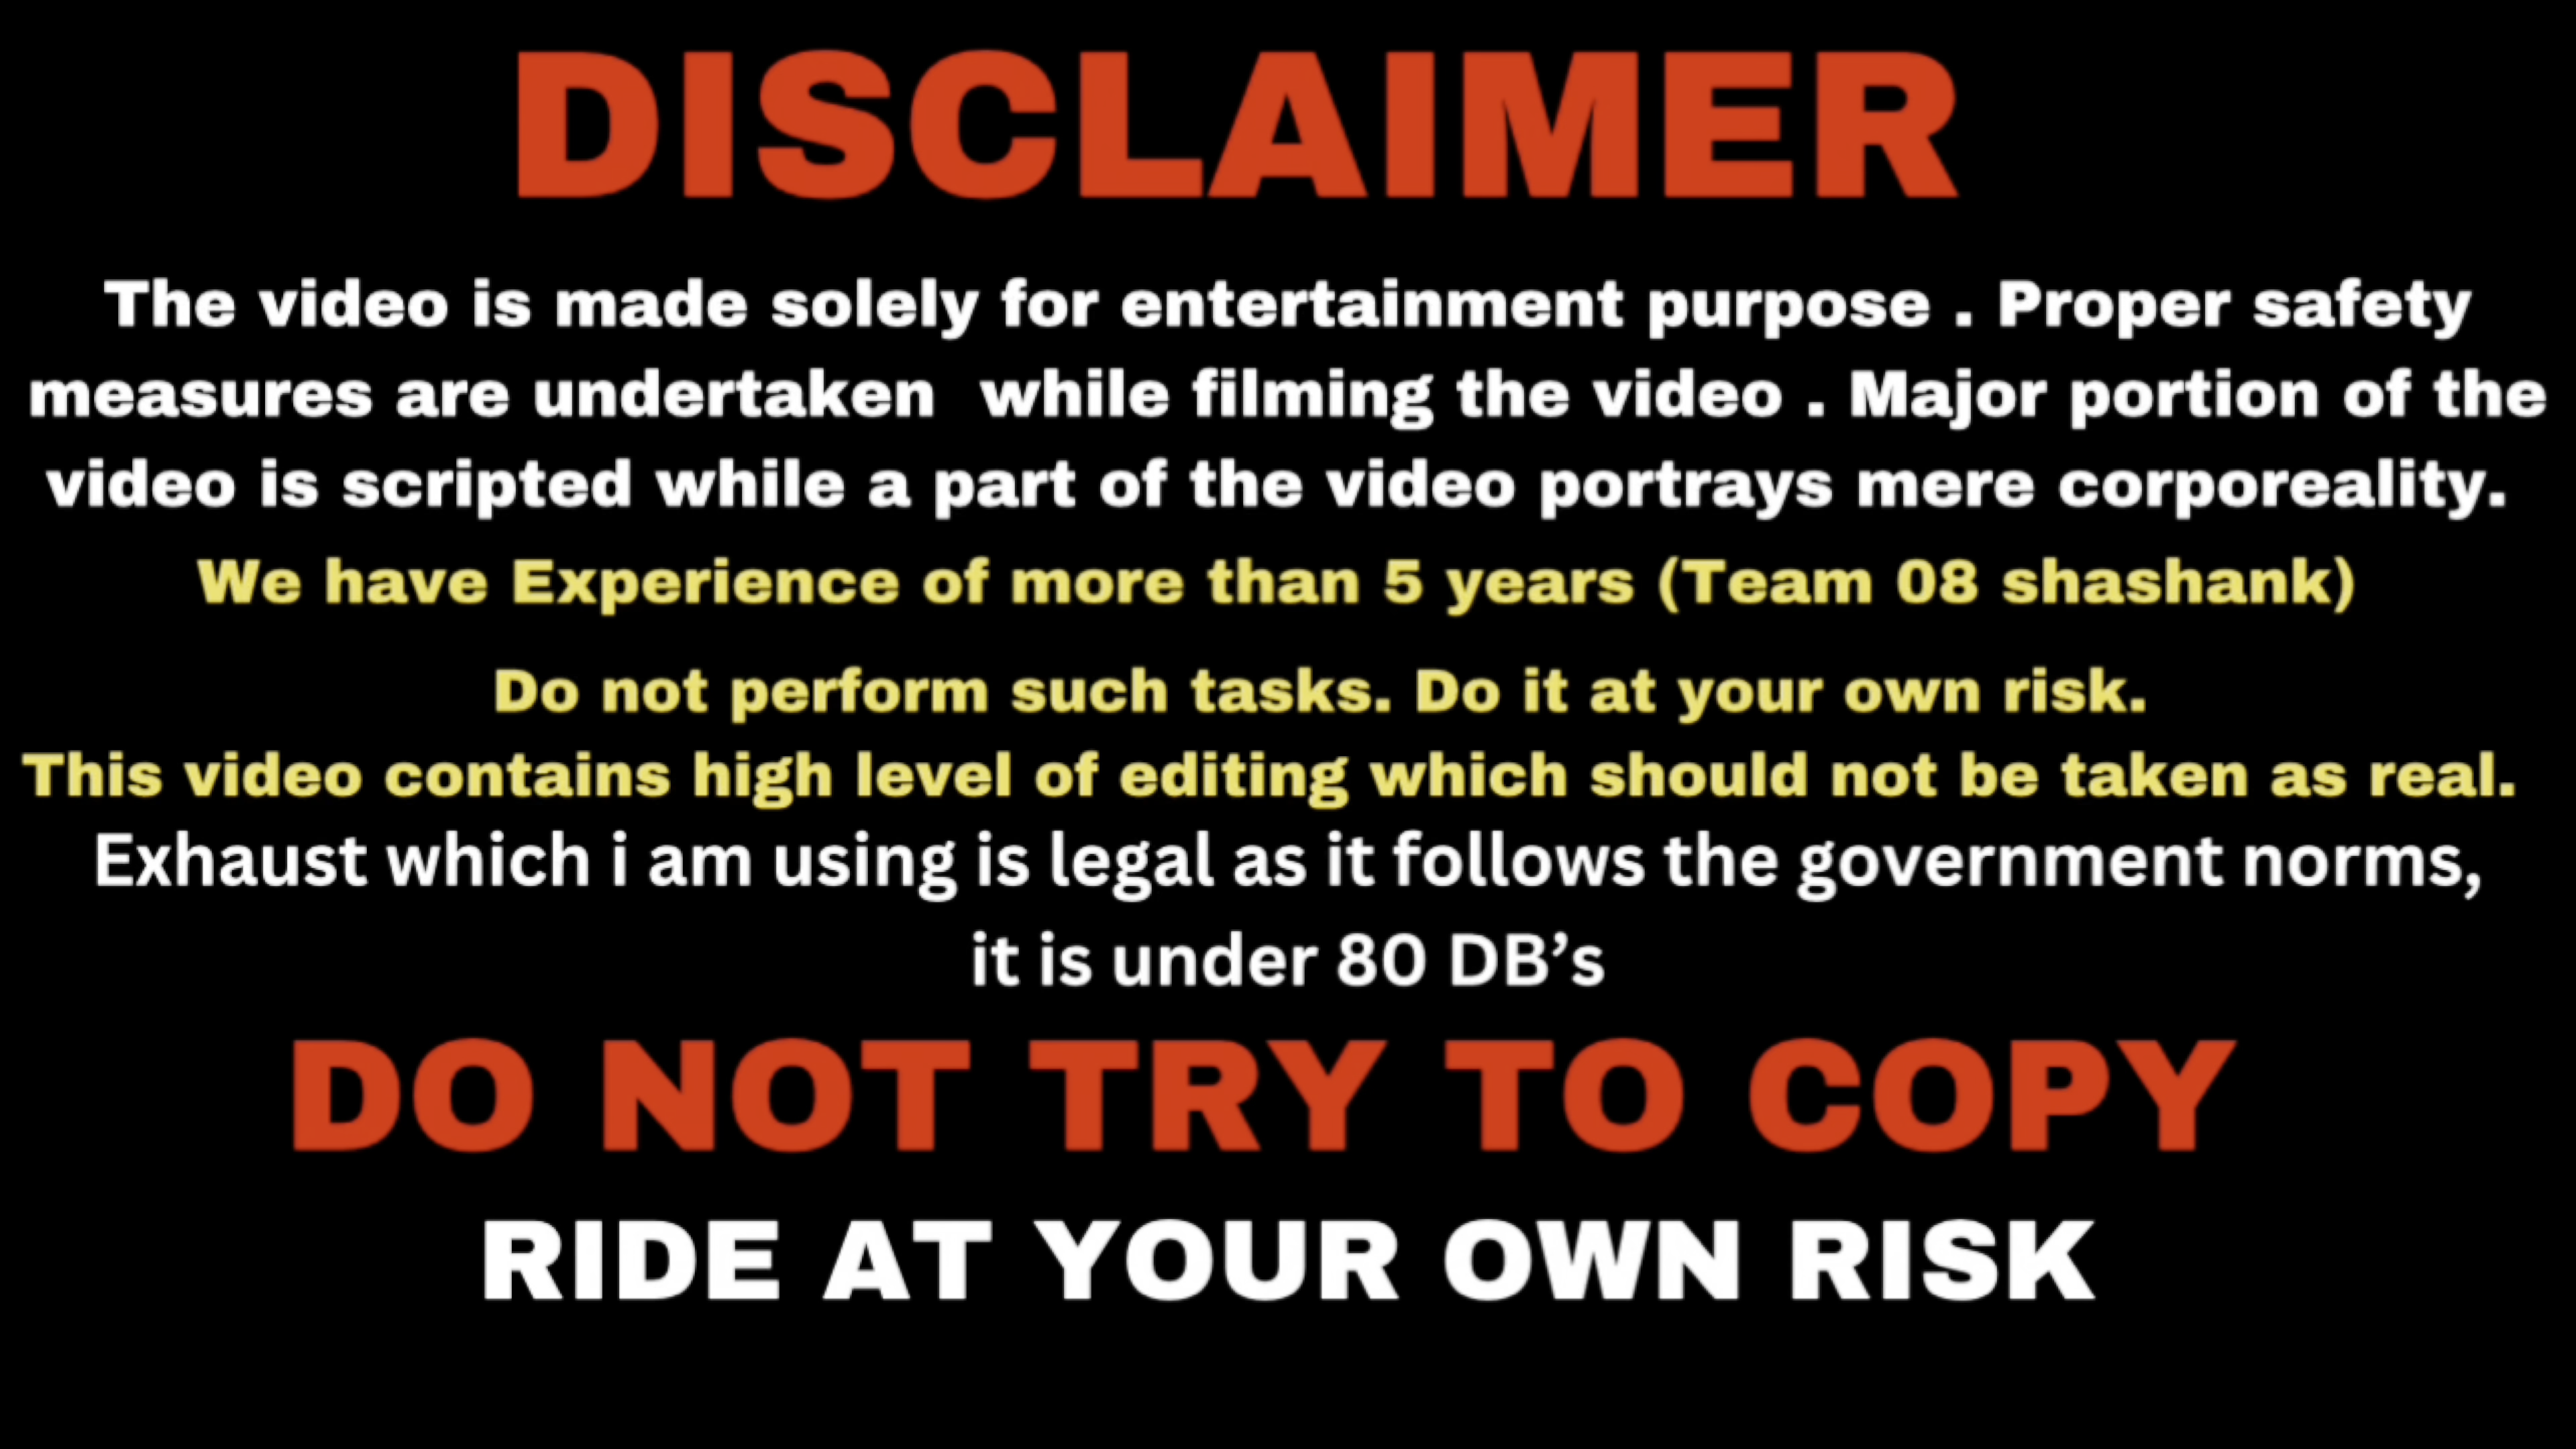 DISCLAIMER
The video is made solely for entertainment purpose . Proper safety
measures are undertaken  while filming the video . Major portion of the
video is scripted while a part of the video portrays mere corporeality.
We have Experience of more than 5 years (Team 08 shashank)
Do not perform such tasks. Do it at your own risk.
This video contains high level of editing which should not be taken as real.
Exhaust which i am using is legal as it follows the government norms,
it is under 80 DB’s
DO NOT TRY TO COPY
RIDE AT YOUR OWN RISK